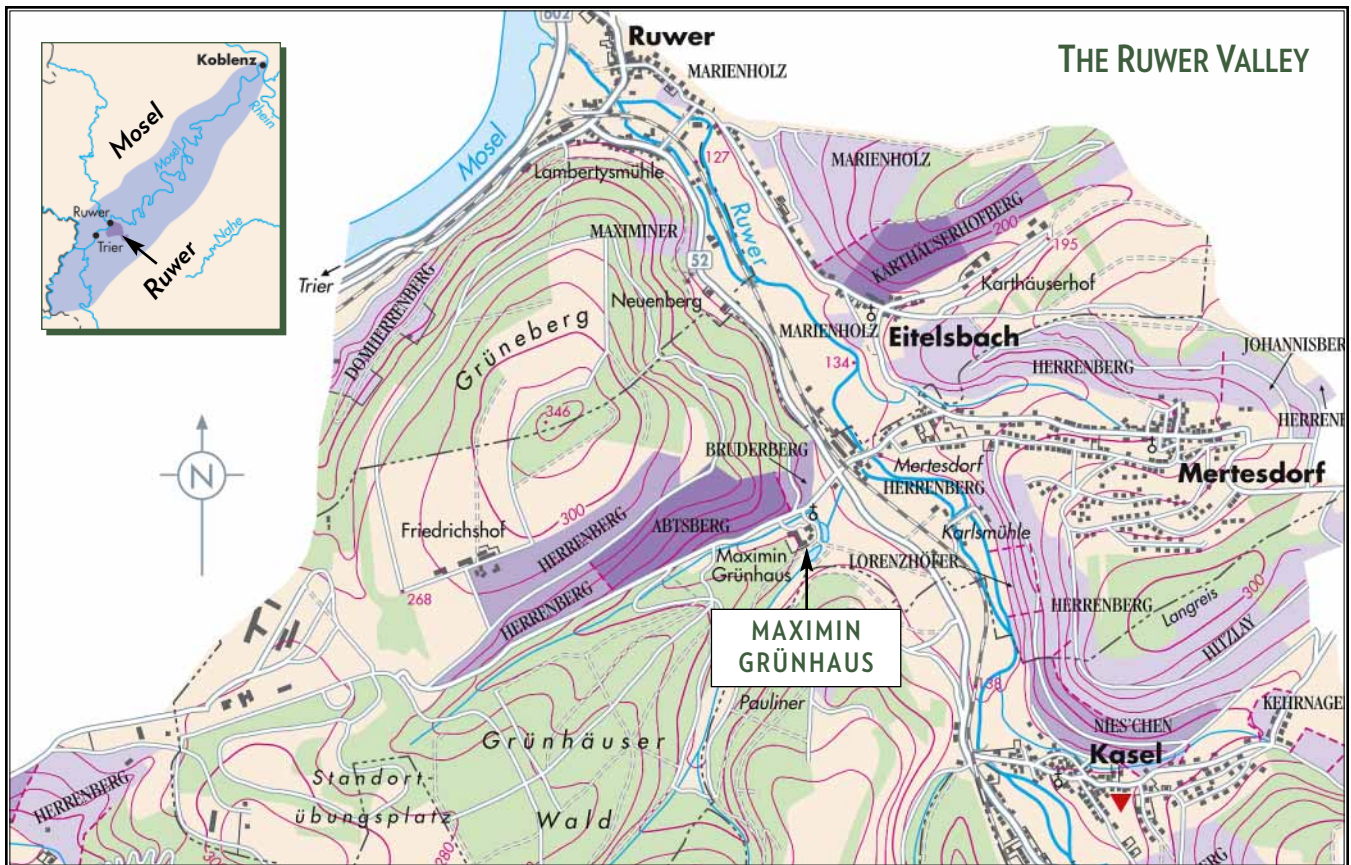 THE RUWER VALLEY
Koblenz
Rhein
Mosel
Mosel
Ruwer
Trier
Ruwer
Nahe
602
Ruwer
MARIENHOLZ
Mosel
127
MARIENHOLZ
Lambertysmühle
Ruwer
KARTHÄUSERHOFBERG
200
195
MAXIMINER
52
Karthäuserhof
Trier
Neuenberg
DOMHERRENBERG
Grüneberg
MARIENHOLZ
Eitelsbach
JOHANNISBER
134
HERRENBERG
346
HERRENE
BRUDERBERG
Mertesdorf
Mertesdorf
HERRENBERG
300
ABTSBERG
HERRENBERG
Friedrichshof
Karlsmühle
Maximin
Grünhaus
LORENZHÖFER
268
HERRENBERG
HERRENBERG
Langreis
300
MAXIMIN
GRÜNHAUS
HITZLAY
138
Pauliner
KEHRNAGE
NIES'CHEN
Grünhäuser
Wald
Kasel
Standort-
übungsplatz
HERRENBERG
280